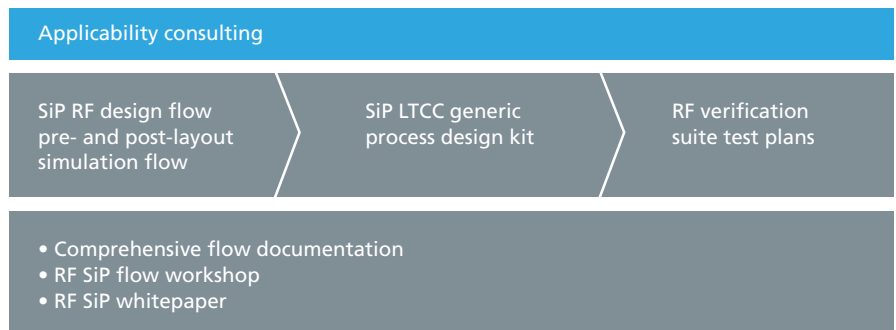 Applicability consulting
SiP RF design flow
pre- and post-layout
simulation flow
SiP LTCC generic
process design kit
RF verification
suite test plans
• Comprehensive flow documentation
• RF SiP flow workshop
• RF SiP whitepaper